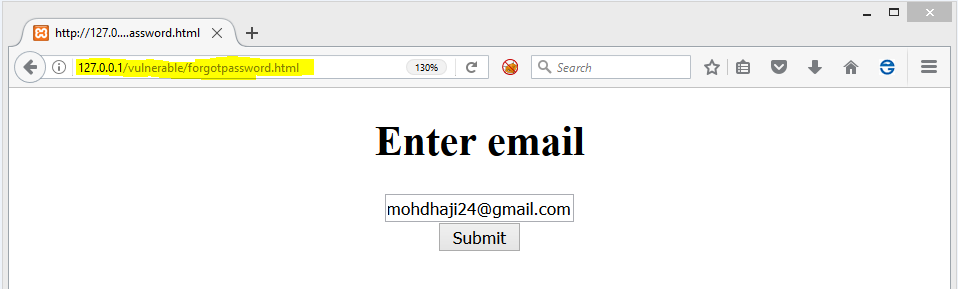 http://127.0....assword.html
127.0.0.1/vulnerable/forgotpassword.html
130%
Search
Enter email
mohdhaji24@gmail.com
Submit